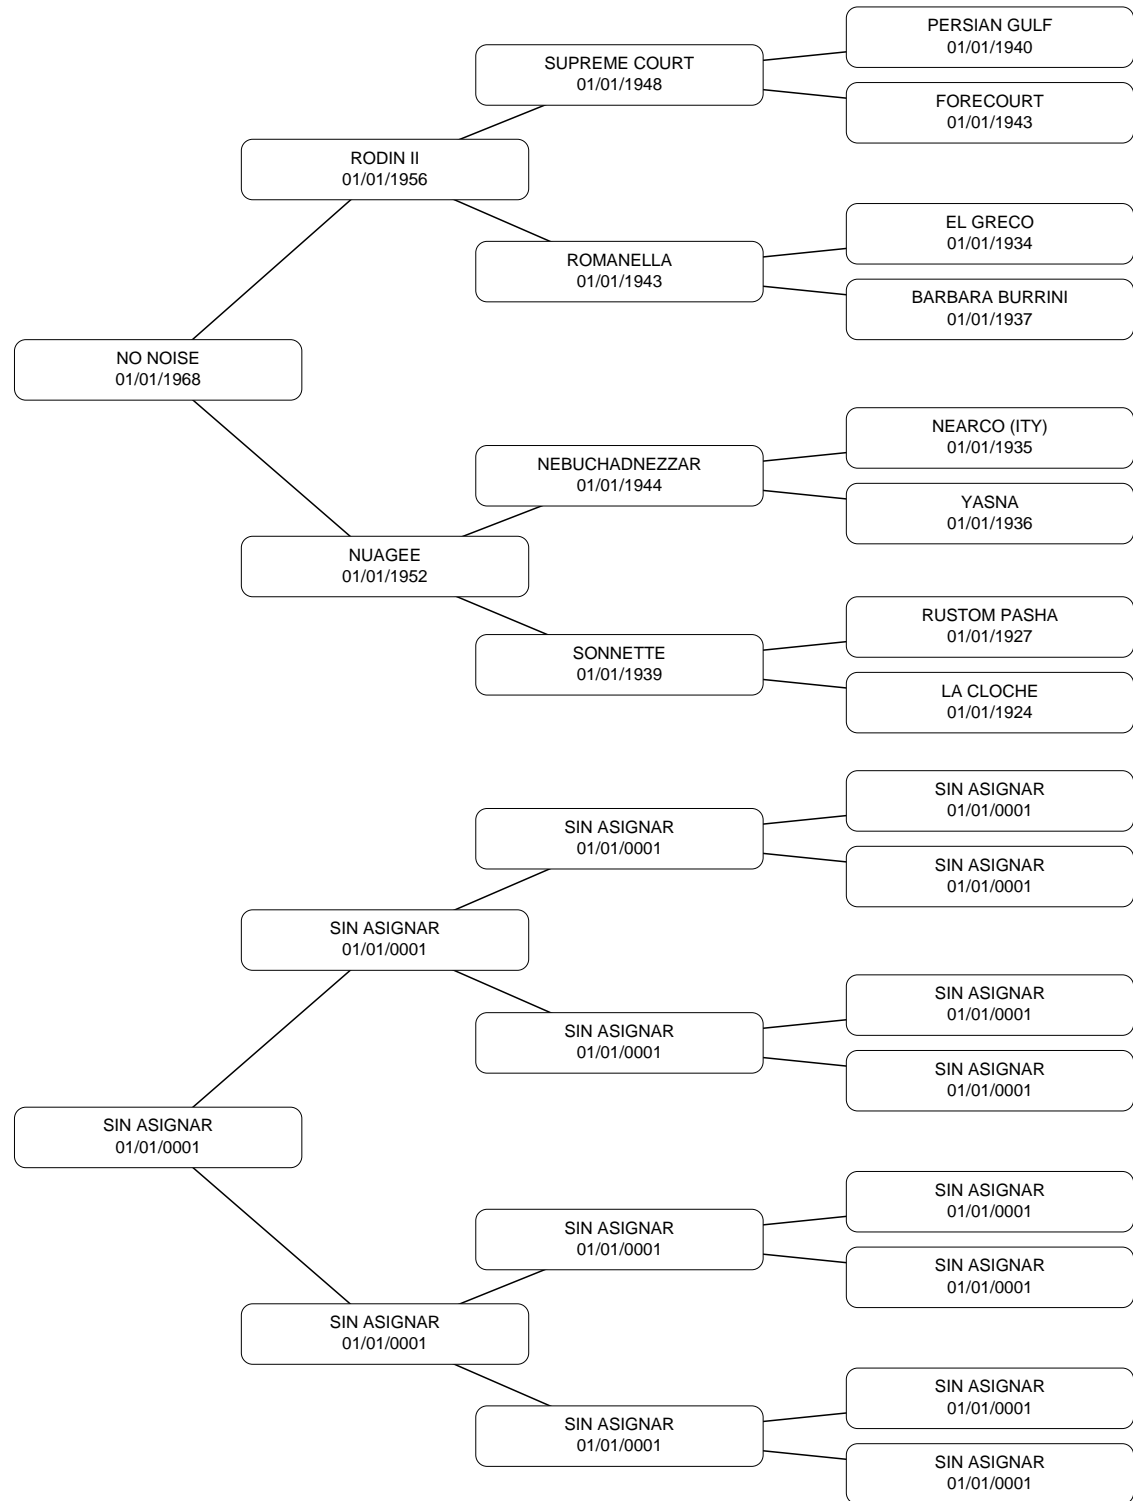 PERSIAN GULF
01/01/1940
SUPREME COURT
01/01/1948
FORECOURT
01/01/1943
RODIN II
01/01/1956
EL GRECO
01/01/1934
ROMANELLA
01/01/1943
BARBARA BURRINI
01/01/1937
NO NOISE
01/01/1968
NEARCO (ITY)
01/01/1935
NEBUCHADNEZZAR
01/01/1944
YASNA
01/01/1936
NUAGEE
01/01/1952
RUSTOM PASHA
01/01/1927
SONNETTE
01/01/1939
LA CLOCHE
01/01/1924
SIN ASIGNAR
01/01/0001
SIN ASIGNAR
01/01/0001
SIN ASIGNAR
01/01/0001
SIN ASIGNAR
01/01/0001
SIN ASIGNAR
01/01/0001
SIN ASIGNAR
01/01/0001
SIN ASIGNAR
01/01/0001
SIN ASIGNAR
01/01/0001
SIN ASIGNAR
01/01/0001
SIN ASIGNAR
01/01/0001
SIN ASIGNAR
01/01/0001
SIN ASIGNAR
01/01/0001
SIN ASIGNAR
01/01/0001
SIN ASIGNAR
01/01/0001
SIN ASIGNAR
01/01/0001